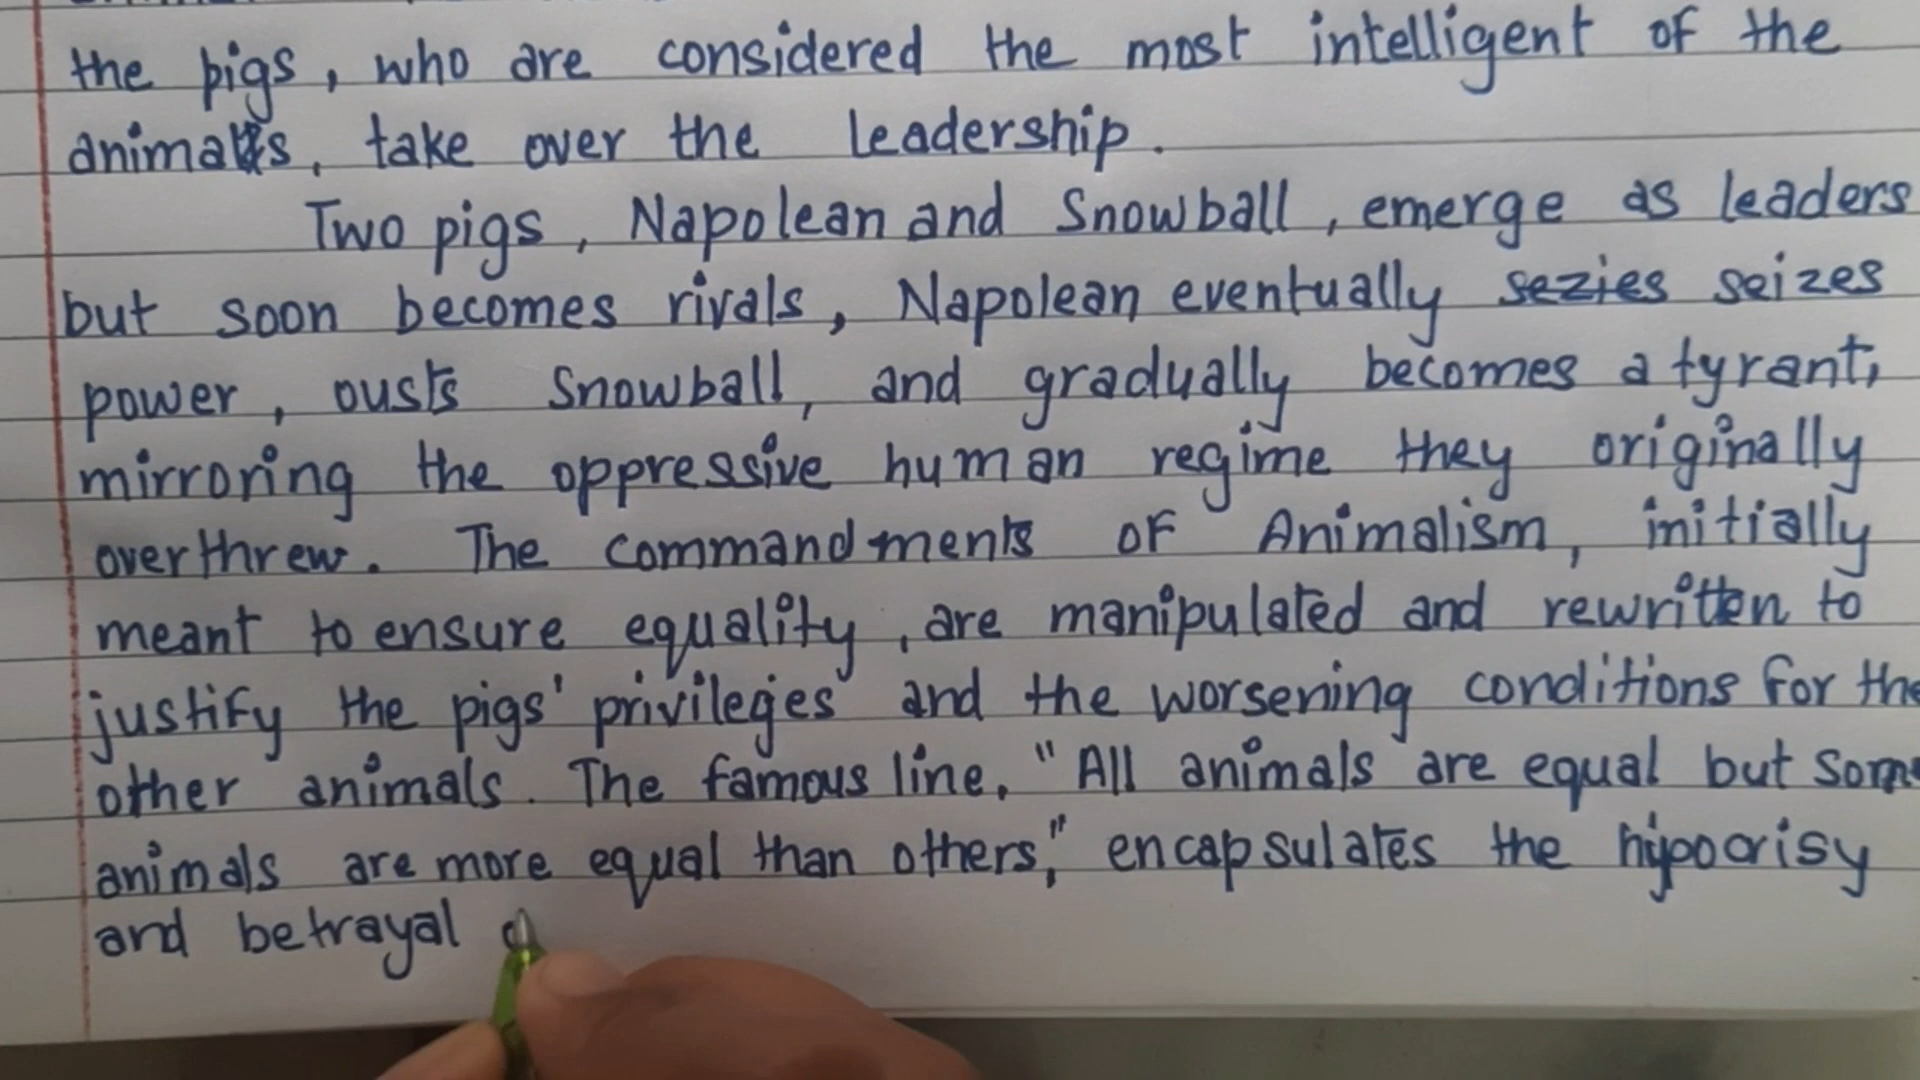 the pigs, who are considered the most intelligent of the
animals, take over the leadership.
Two pigs, Napolean and Snowball, emerge as leaders
but soon becomes rivals, Napolean eventually sezies seizes
power, ousts Snowball, and gradually becomes a tyrant,
mirroring the oppressive human regime they originally
overthrew. The commandments of Animalism, initially
meant to ensure equality, are manipulated and rewritten to
justify the pigs' privileges and the worsening conditions for the
other animals. The famous line, "All animals are equal but some
animals are more equal than others," encapsulates the hypocrisy
and betrayal